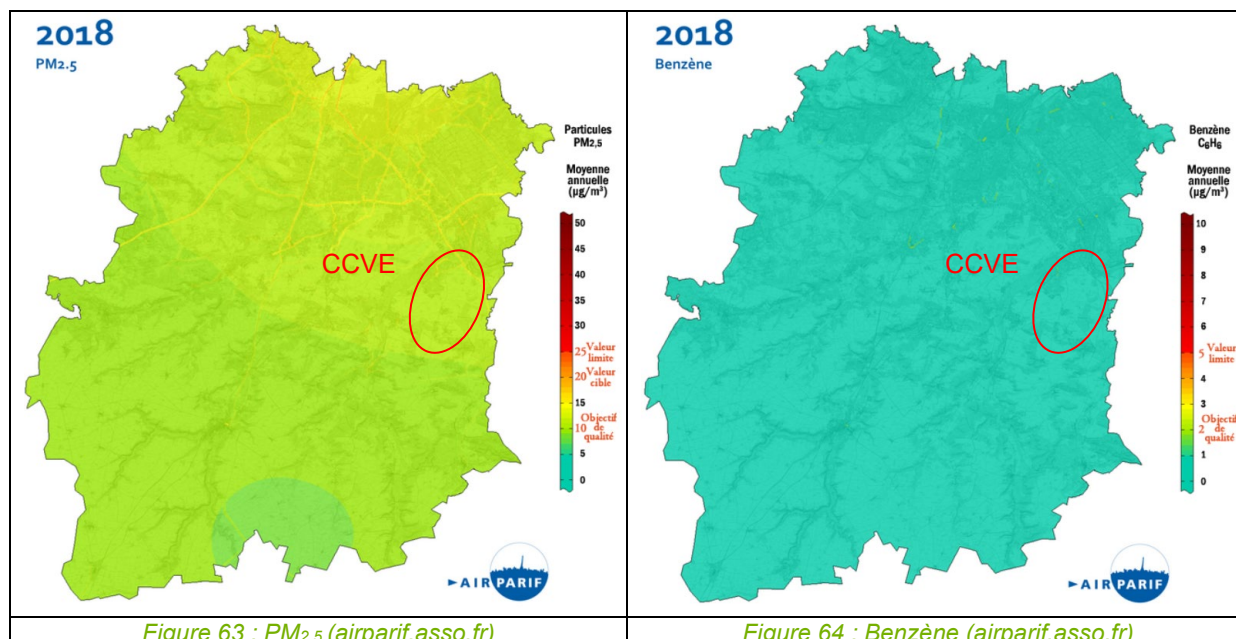 2018
PM2.5
Particules
PM2,5
Moyenne
annuelle
(µg/m³)
50
45
40
35
30
25 Valeur
limite
20 Valeur
cible
15
10 Objectif
de
qualité
5
0
CCVE
AIRPARIF
Figure 63 : PM2.5 (airparif.asso.fr)
2018
Benzène
Benzène
C6H6
Moyenne
annuelle
(µg/m³)
10
9
8
7
6
5 Valeur
limite
4
3
2 Objectif
de
qualité
1
0
CCVE
AIRPARIF
Figure 64 : Benzène (airparif.asso.fr)